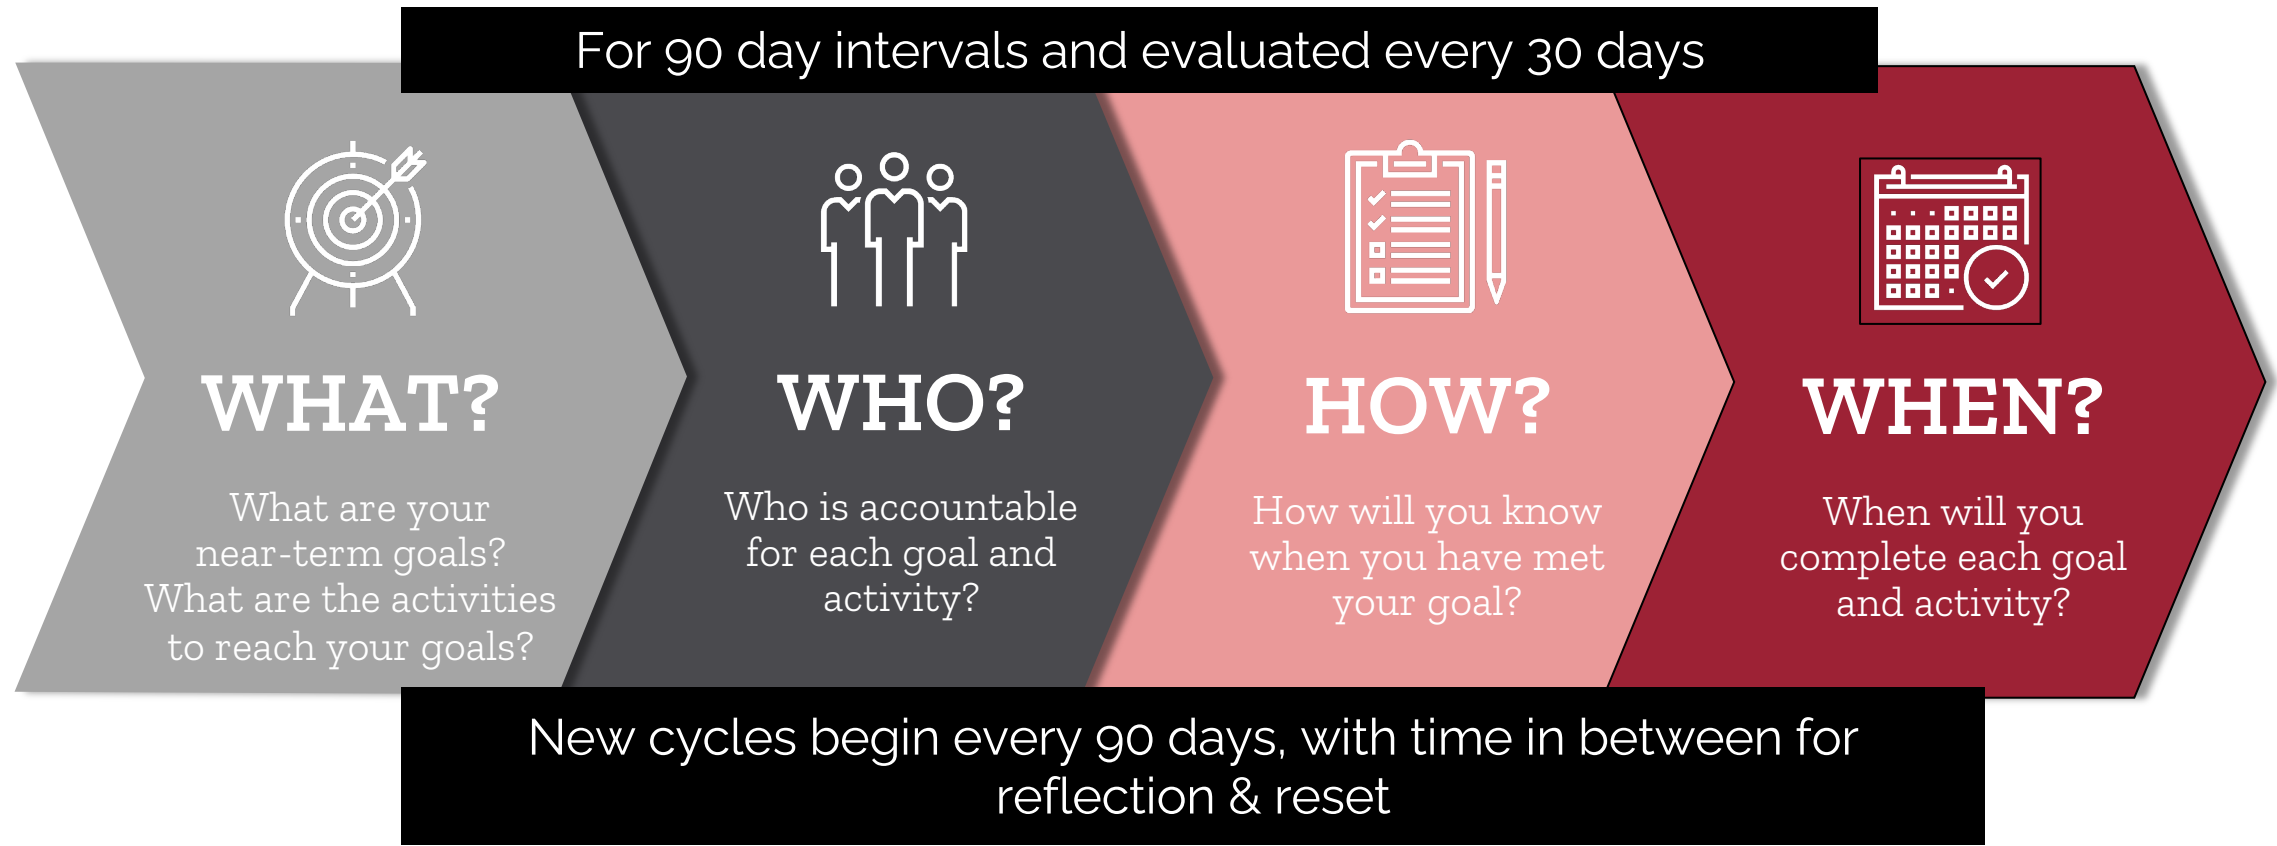 For 90 day intervals and evaluated every 30 days
WHAT?
What are your
near-term goals?
What are the activities
to reach your goals?
WHO?
Who is accountable
for each goal and
activity?
HOW?
How will you know
when you have met
your goal?
WHEN?
When will you
complete each goal
and activity?
New cycles begin every 90 days, with time in between for
reflection & reset